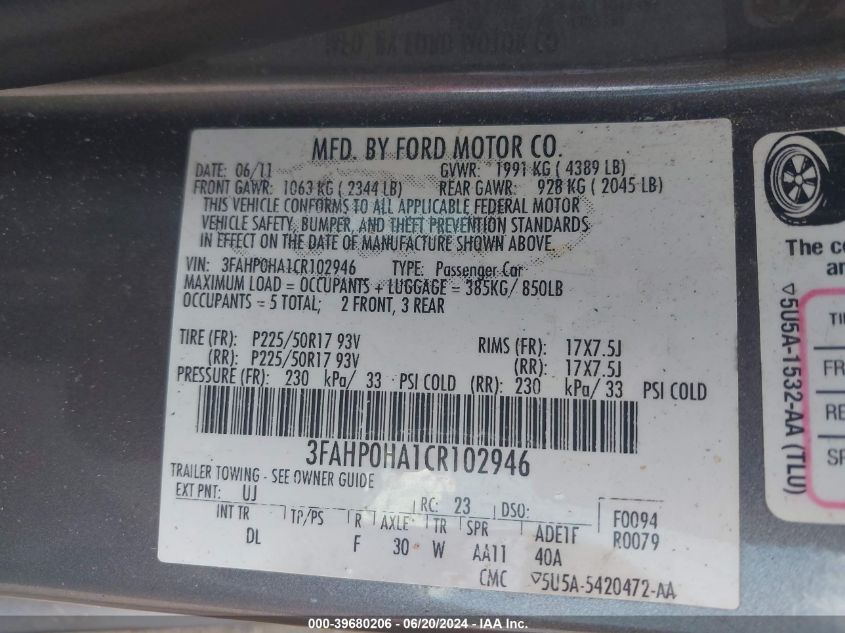 MFD. BY FORD MOTOR CO.
DATE: 06/11 GVWR: 1991 KG ( 4389 LB)
FRONT GAWR: 1063 KG ( 2344 LB) REAR GAWR: 928 KG ( 2045 LB)
THIS VEHICLE CONFORMS TO ALL APPLICABLE FEDERAL MOTOR
VEHICLE SAFETY, BUMPER, AND THEFT PREVENTION STANDARDS
IN EFFECT ON THE DATE OF MANUFACTURE SHOWN ABOVE.
VIN: 3FAHP0HA1CR102946 TYPE: Passenger Car
MAXIMUM LOAD = OCCUPANTS + LUGGAGE = 385KG/ 850LB
OCCUPANTS = 5 TOTAL; 2 FRONT, 3 REAR
TIRE (FR): P225/50R17 93V RIMS (FR): 17X7.5J
(RR): P225/50R17 93V (RR): 17X7.5J
PRESSURE (FR): 230 kPa/ 33 PSI COLD (RR): 230 kPa/ 33 PSI COLD
3FAHP0HA1CR102946
TRAILER TOWING - SEE OWNER GUIDE
EXT PNT: UJ RC: 23 DSO: F0094
INT TR TP/PS R AXLE TR SPR ADE1F R0079
DL F 30 W AA11 40A
CMC ▽5U5A-5420472-AA
The co
an
▽5U5A-1532-AA (TLU)
TI
FR
RE
SP
000-39680206 - 06/20/2024 - IAA Inc.